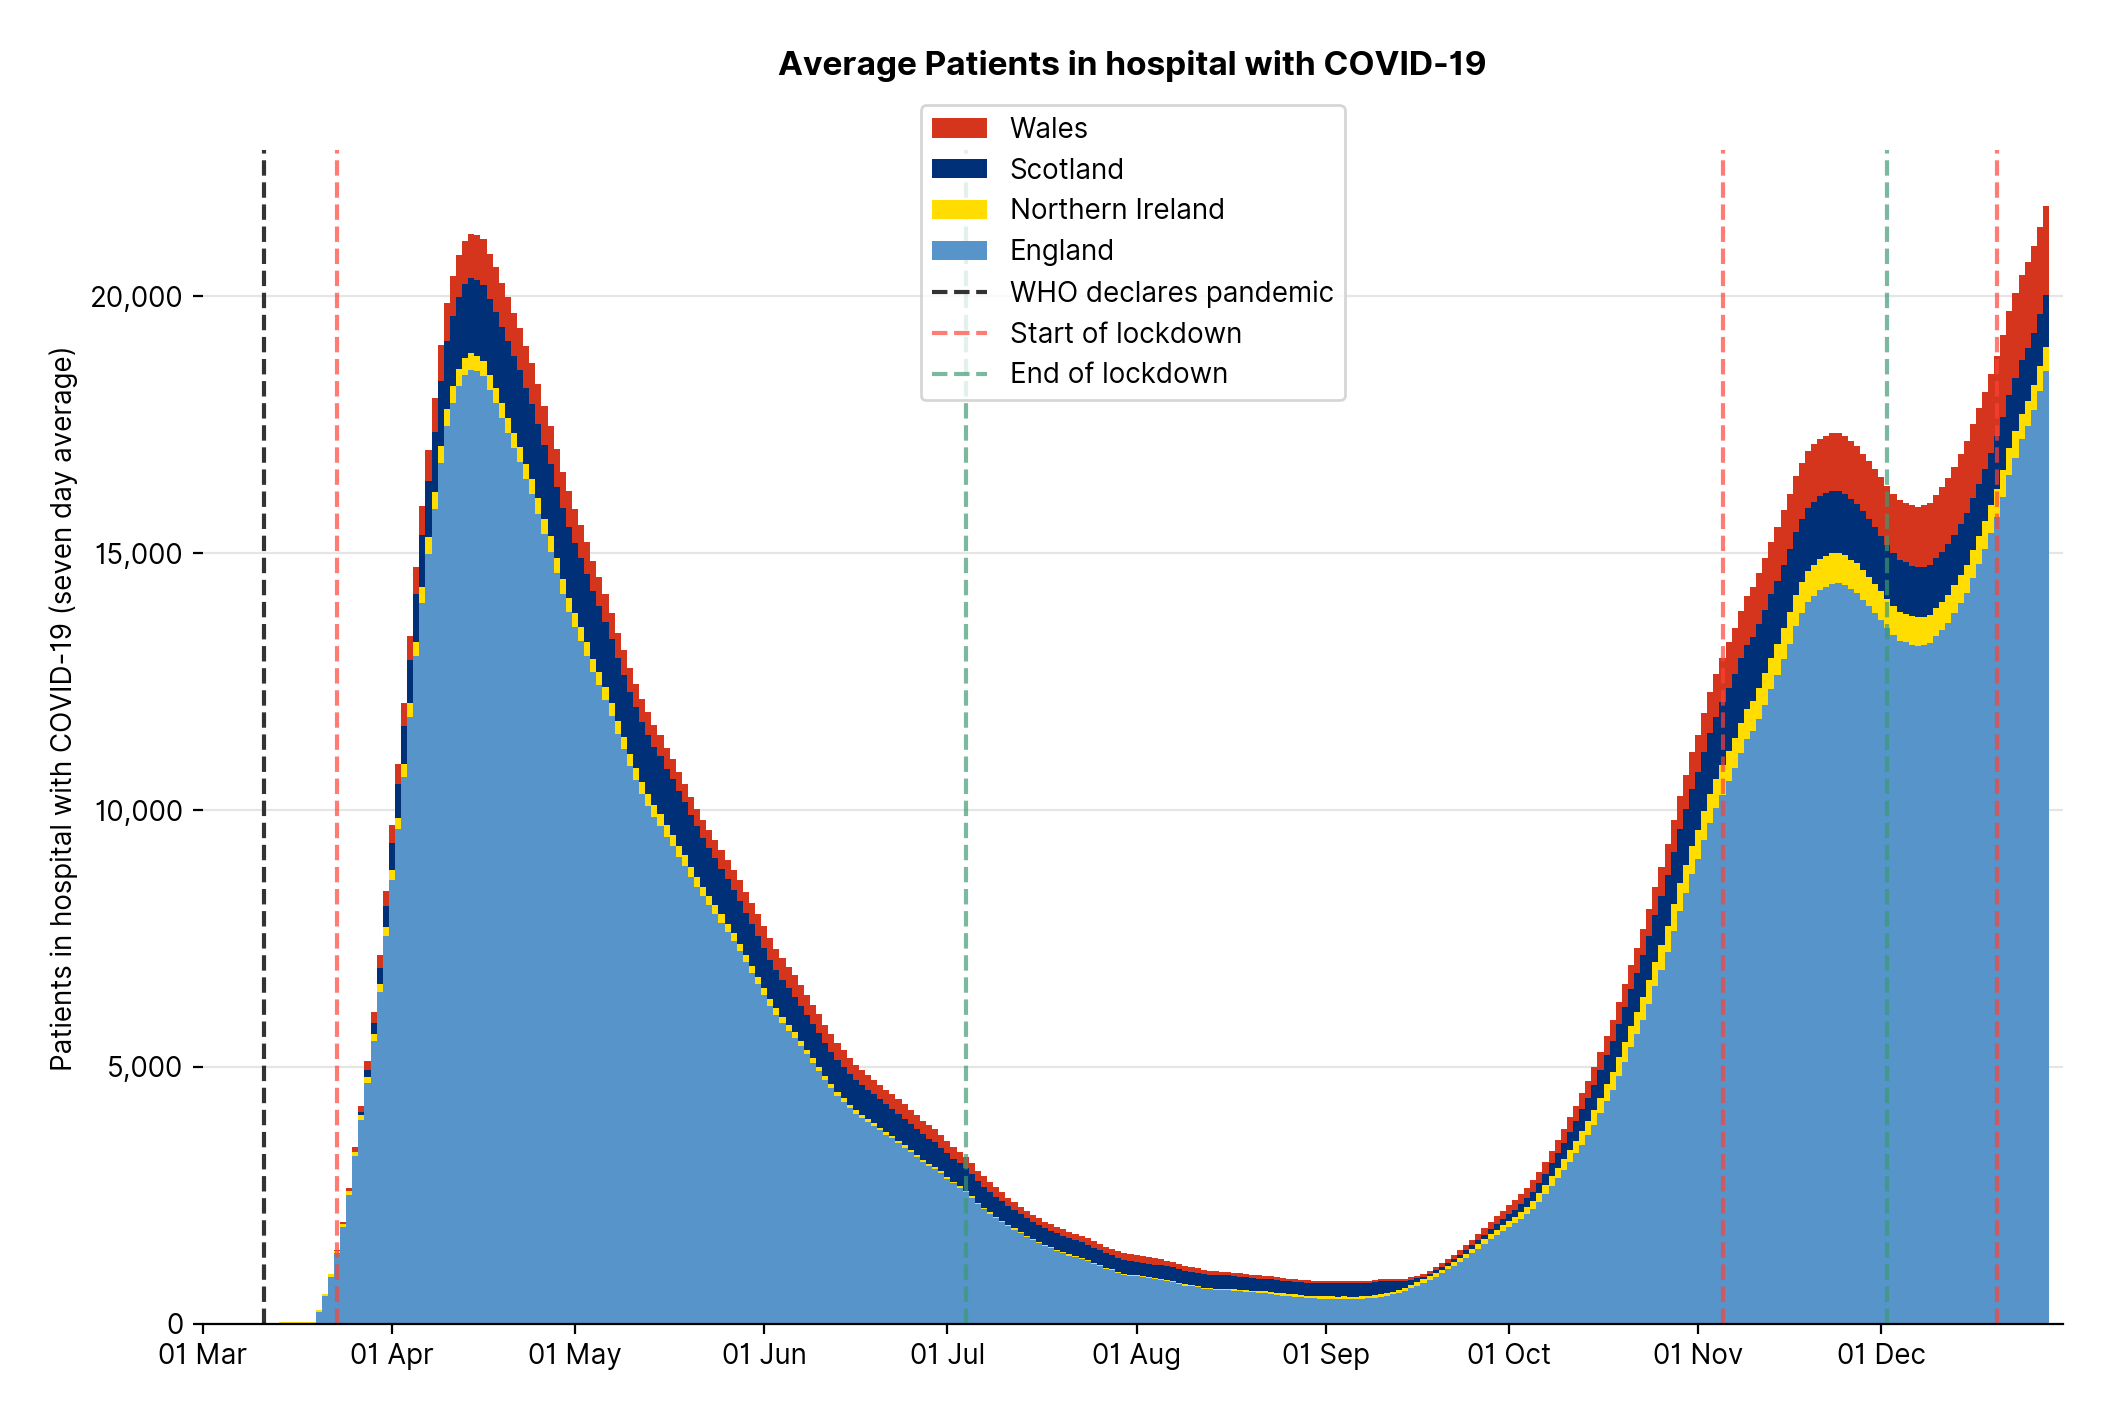 Average Patients in hospital with COVID-19
Wales
Scotland
Northern Ireland
England
WHO declares pandemic
Start of lockdown
End of lockdown
Patients in hospital with COVID-19 (seven day average)
20,000
15,000
10,000
5,000
0
01 Mar 01 Apr 01 May 01 Jun 01 Jul 01 Aug 01 Sep 01 Oct 01 Nov 01 Dec